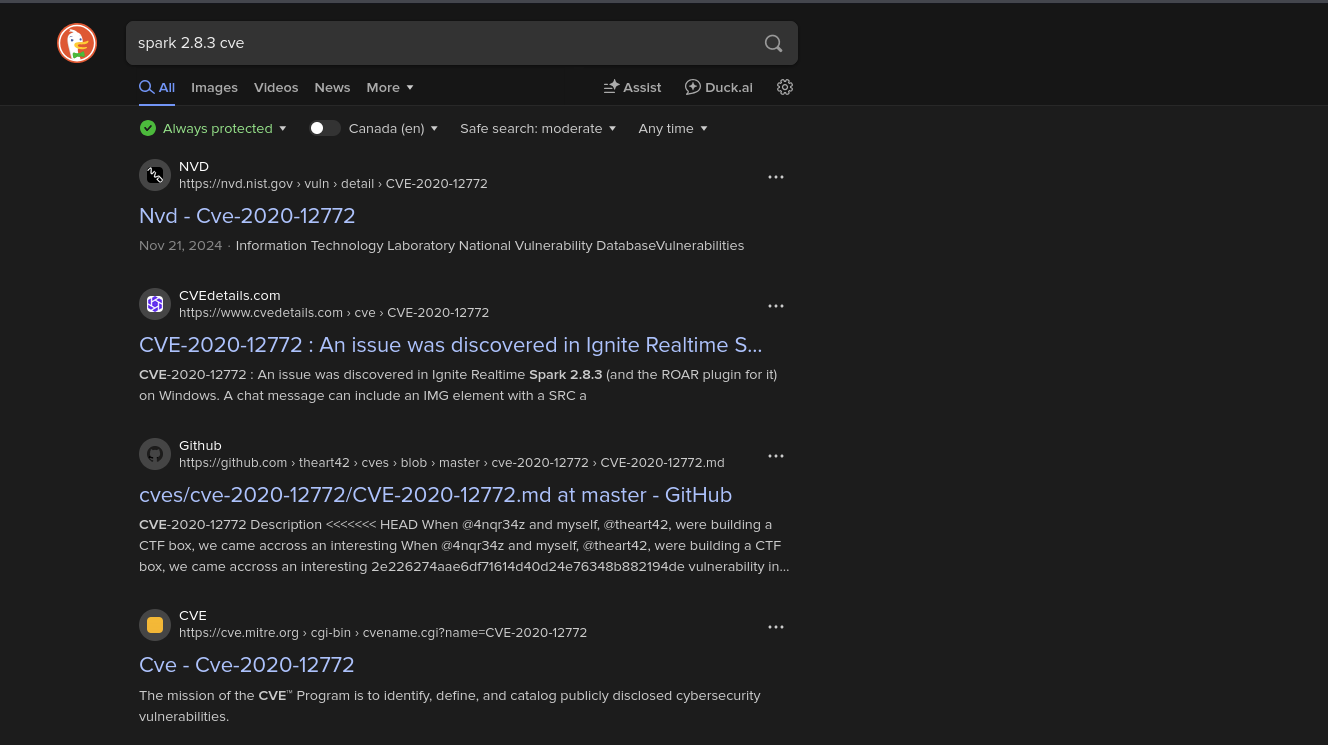 spark 2.8.3 cve
All Images Videos News More Assist Duck.ai
Always protected Canada (en) Safe search: moderate Any time
NVD
https://nvd.nist.gov › vuln › detail › CVE-2020-12772
Nvd - Cve-2020-12772
Nov 21, 2024 · Information Technology Laboratory National Vulnerability DatabaseVulnerabilities
CVEdetails.com
https://www.cvedetails.com › cve › CVE-2020-12772
CVE-2020-12772 : An issue was discovered in Ignite Realtime S...
CVE-2020-12772 : An issue was discovered in Ignite Realtime Spark 2.8.3 (and the ROAR plugin for it)
on Windows. A chat message can include an IMG element with a SRC a
Github
https://github.com › theart42 › cves › blob › master › cve-2020-12772 › CVE-2020-12772.md
cves/cve-2020-12772/CVE-2020-12772.md at master - GitHub
CVE-2020-12772 Description <<<<<<< HEAD When @4nqr34z and myself, @theart42, were building a
CTF box, we came accross an interesting When @4nqr34z and myself, @theart42, were building a CTF
box, we came accross an interesting 2e226274aae6df71614d40d24e76348b882194de vulnerability in...
CVE
https://cve.mitre.org › cgi-bin › cvename.cgi?name=CVE-2020-12772
Cve - Cve-2020-12772
The mission of the CVE™ Program is to identify, define, and catalog publicly disclosed cybersecurity
vulnerabilities.